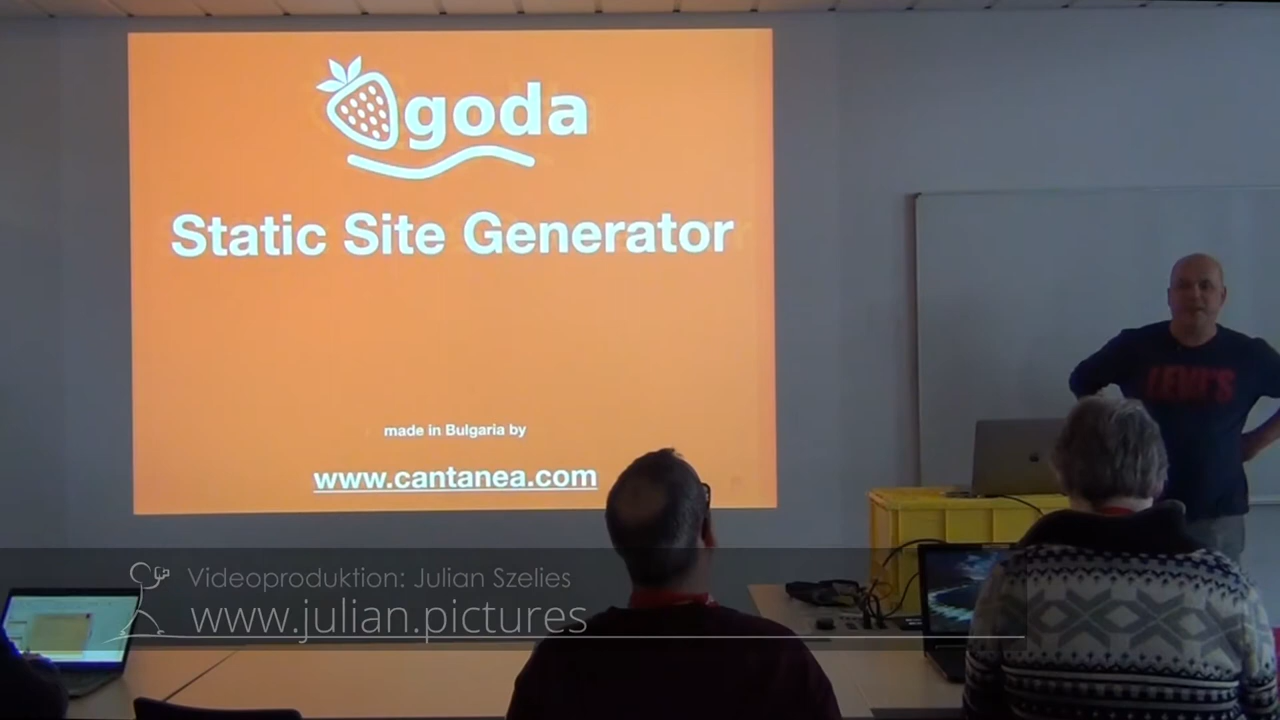 goda
Static Site Generator
made in Bulgaria by
www.cantanea.com
LEVI'S
Videoproduktion: Julian Szelies
www.julian.pictures